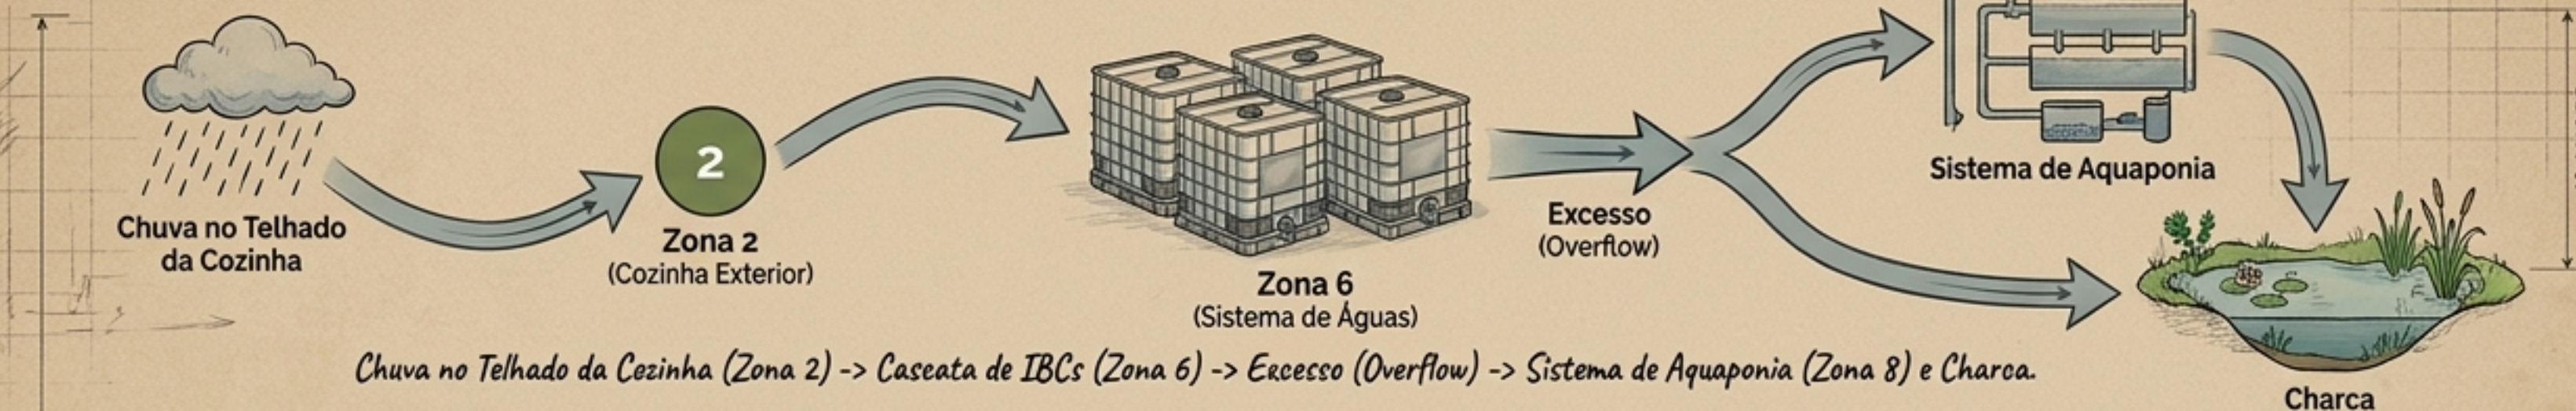 Chuva no Telhado
da Cozinha
2
Zona 2
(Cozinha Exterior)
Zona 6
(Sistema de Águas)
Excesso
(Overflow)
Sistema de Aquaponia
Charca
Chuva no Telhado da Cezinha (Zona 2) -> Caseata de IBCs (Zona 6) -> Excesso (Overflow) -> Sistema de Aquaponia (Zona 8) e Charca.